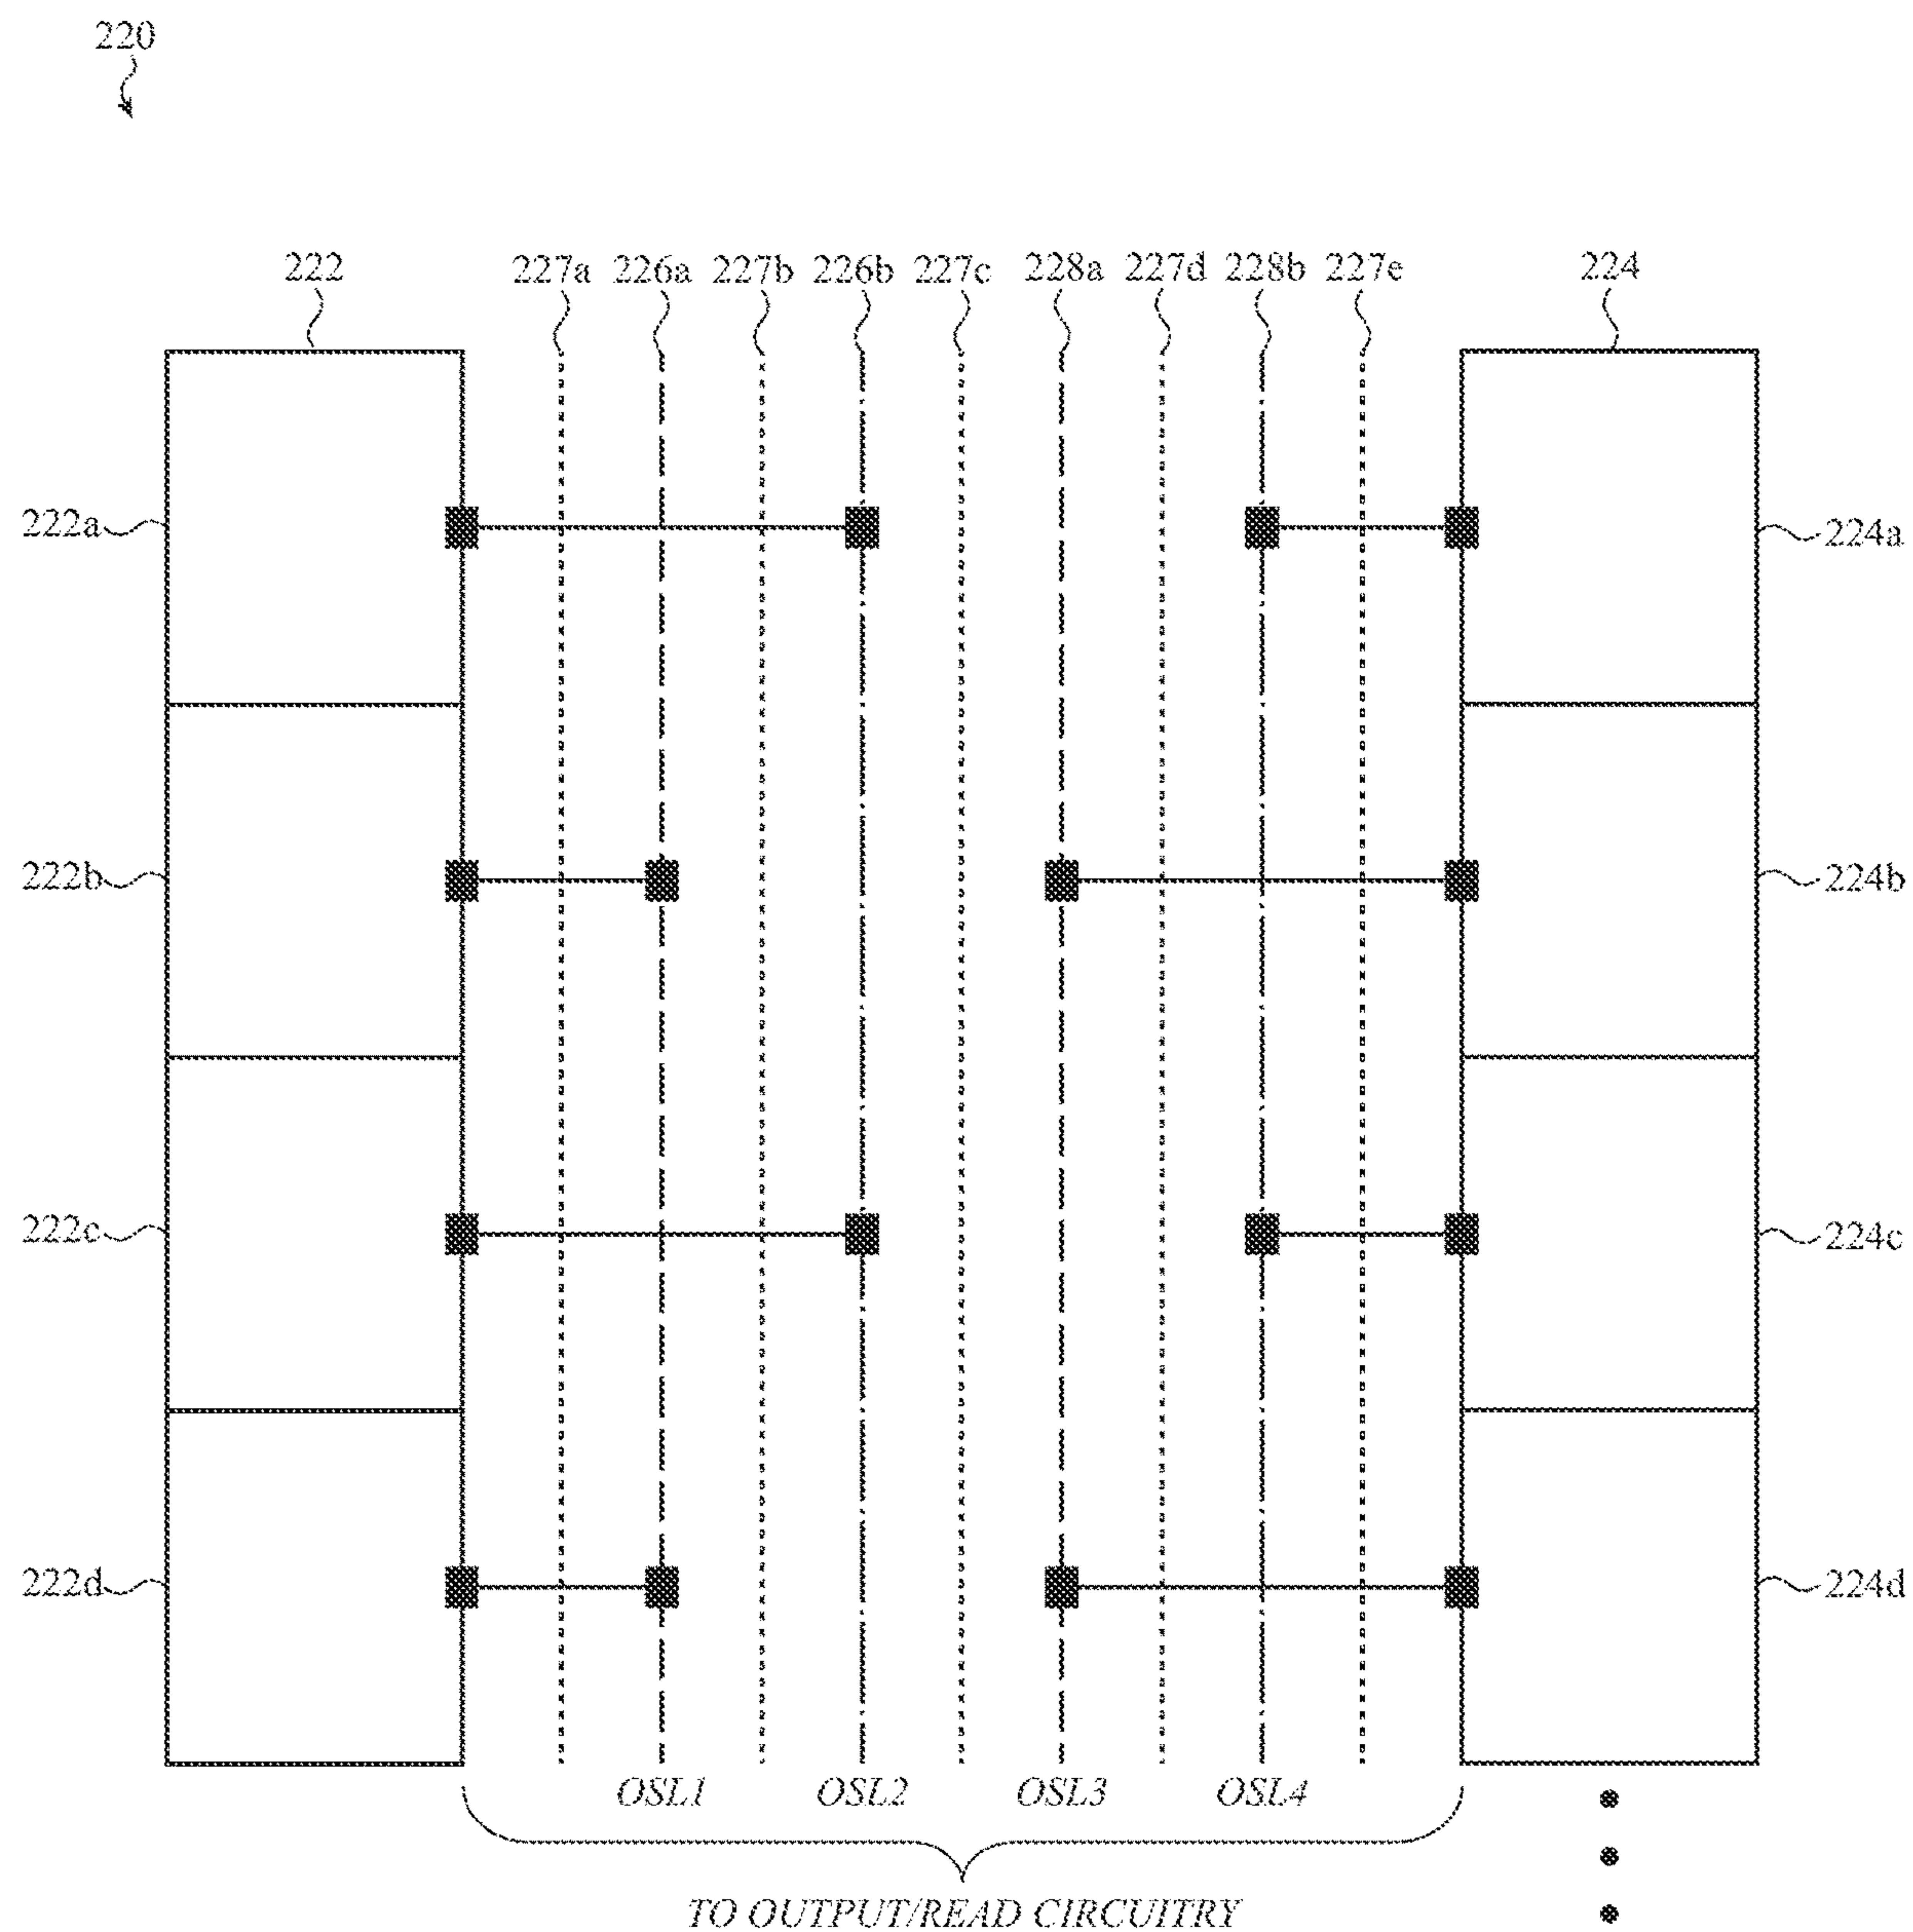 220
222 227a 226a 227b 226b 227c 228a 227d 228b 227e 224
222a 224a
222b 224b
222c 224c
222d 224d
OSL1 OSL2 OSL3 OSL4
TO OUTPUT/READ CIRCUITRY